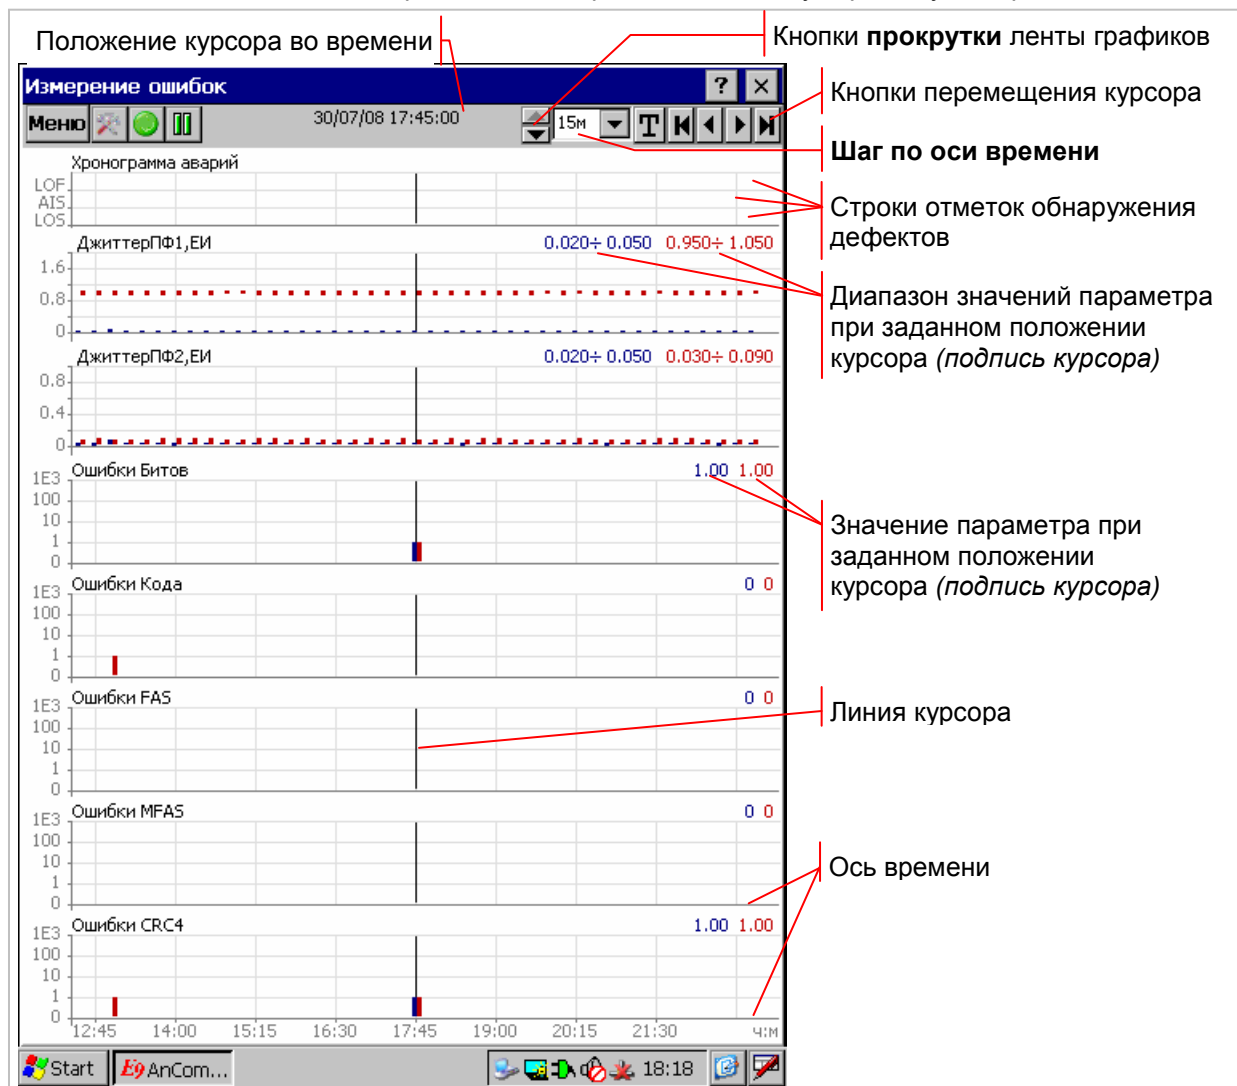 Положение курсора во времени
Кнопки прокрутки ленты графиков
Измерение ошибок
? ×
Кнопки перемещения курсора
Меню
30/07/08 17:45:00
15м
T
Шаг по оси времени
Хронограмма аварий
LOF
AIS
LOS
Строки отметок обнаружения
дефектов
ДжиттерПФ1,ЕИ 0.020÷ 0.050 0.950÷ 1.050
1.6
0.8
0
Диапазон значений параметра
при заданном положении
курсора (подпись курсора)
ДжиттерПФ2,ЕИ 0.020÷ 0.050 0.030÷ 0.090
0.8
0.4
0
Ошибки Битов 1.00 1.00
1E3
100
10
1
0
Значение параметра при
заданном положении
курсора (подпись курсора)
Ошибки Кода 0 0
1E3
100
10
1
0
Ошибки FAS 0 0
1E3
100
10
1
0
Линия курсора
Ошибки MFAS 0 0
1E3
100
10
1
0
Ось времени
Ошибки CRC4 1.00 1.00
1E3
100
10
1
0
12:45 14:00 15:15 16:30 17:45 19:00 20:15 21:30 ч:м
Start E9 AnCom... 18:18